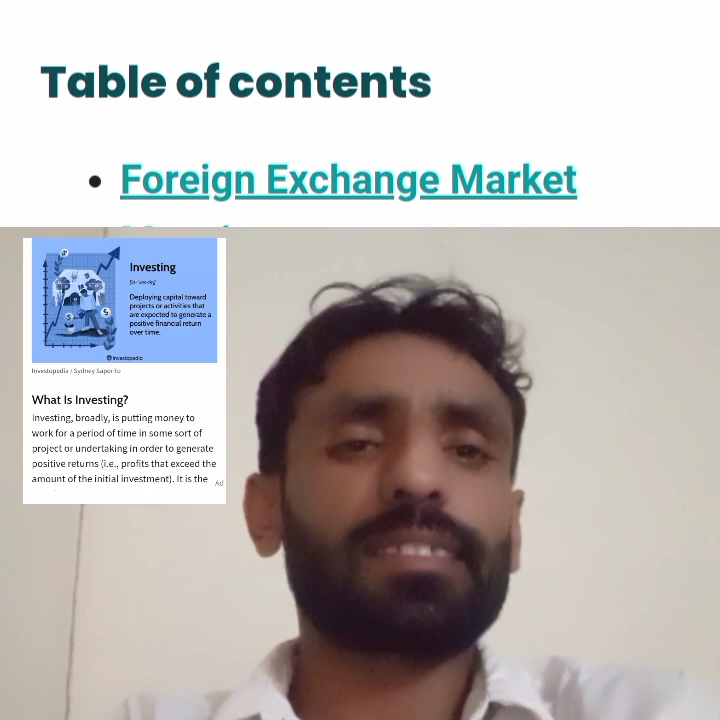 Table of contents
Foreign Exchange Market
Investing
Deploying capital toward
projects or activities that
are expected to generate a
positive financial return
over time.
Investopedia
Investopedia / Sydney Saporito
What Is Investing?
Investing, broadly, is putting money to
work for a period of time in some sort of
project or undertaking in order to generate
positive returns (i.e., profits that exceed the
amount of the initial investment). It is the
Ad